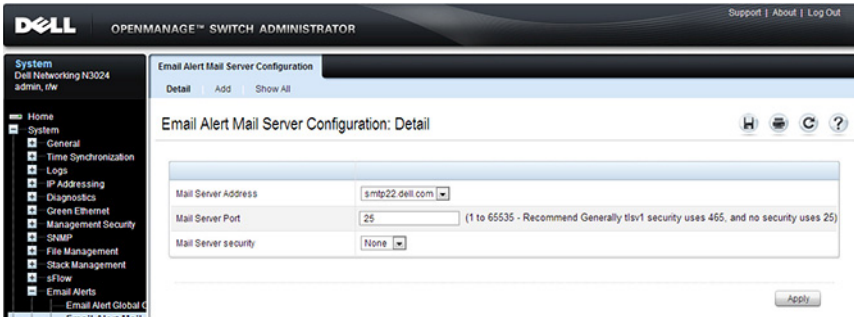 Support | About | Log Out
DELL OPENMANAGE™ SWITCH ADMINISTRATOR
System
Dell Networking N3024
admin, r/w
Home
System
General
Time Synchronization
Logs
IP Addressing
Diagnostics
Green Ethernet
Management Security
SNMP
File Management
Stack Management
sFlow
Email Alerts
Email Alert Global C
Email Alert Mail Server Configuration
Detail Add Show All
Email Alert Mail Server Configuration: Detail
Mail Server Address smtp22.dell.com
Mail Server Port 25 (1 to 65535 - Recommend Generally tlsv1 security uses 465, and no security uses 25)
Mail Server security None
Apply